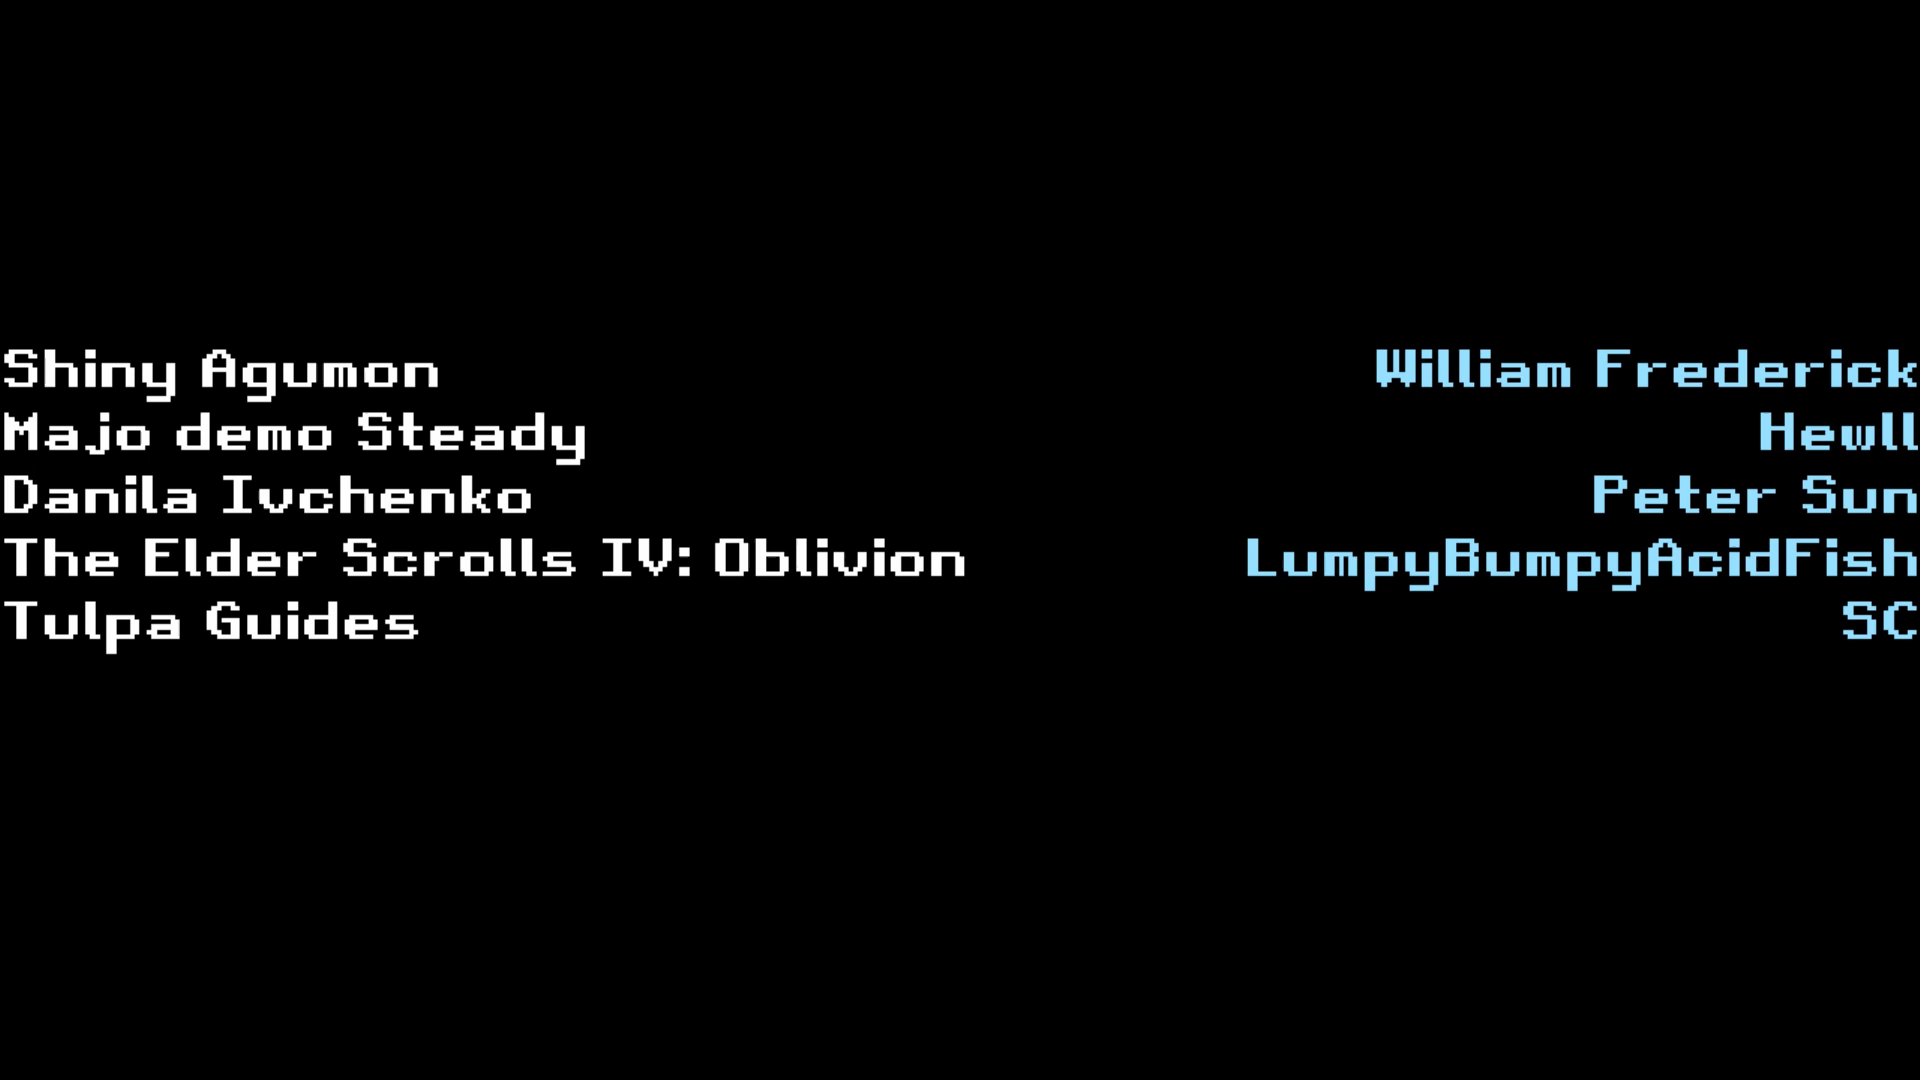 Shiny Agumon
Majo demo Steady
Danila Ivchenko
The Elder Scrolls IV: Oblivion
Tulpa Guides
William Frederick
Hewll
Peter Sun
LumpyBumpyAcidFish
SC